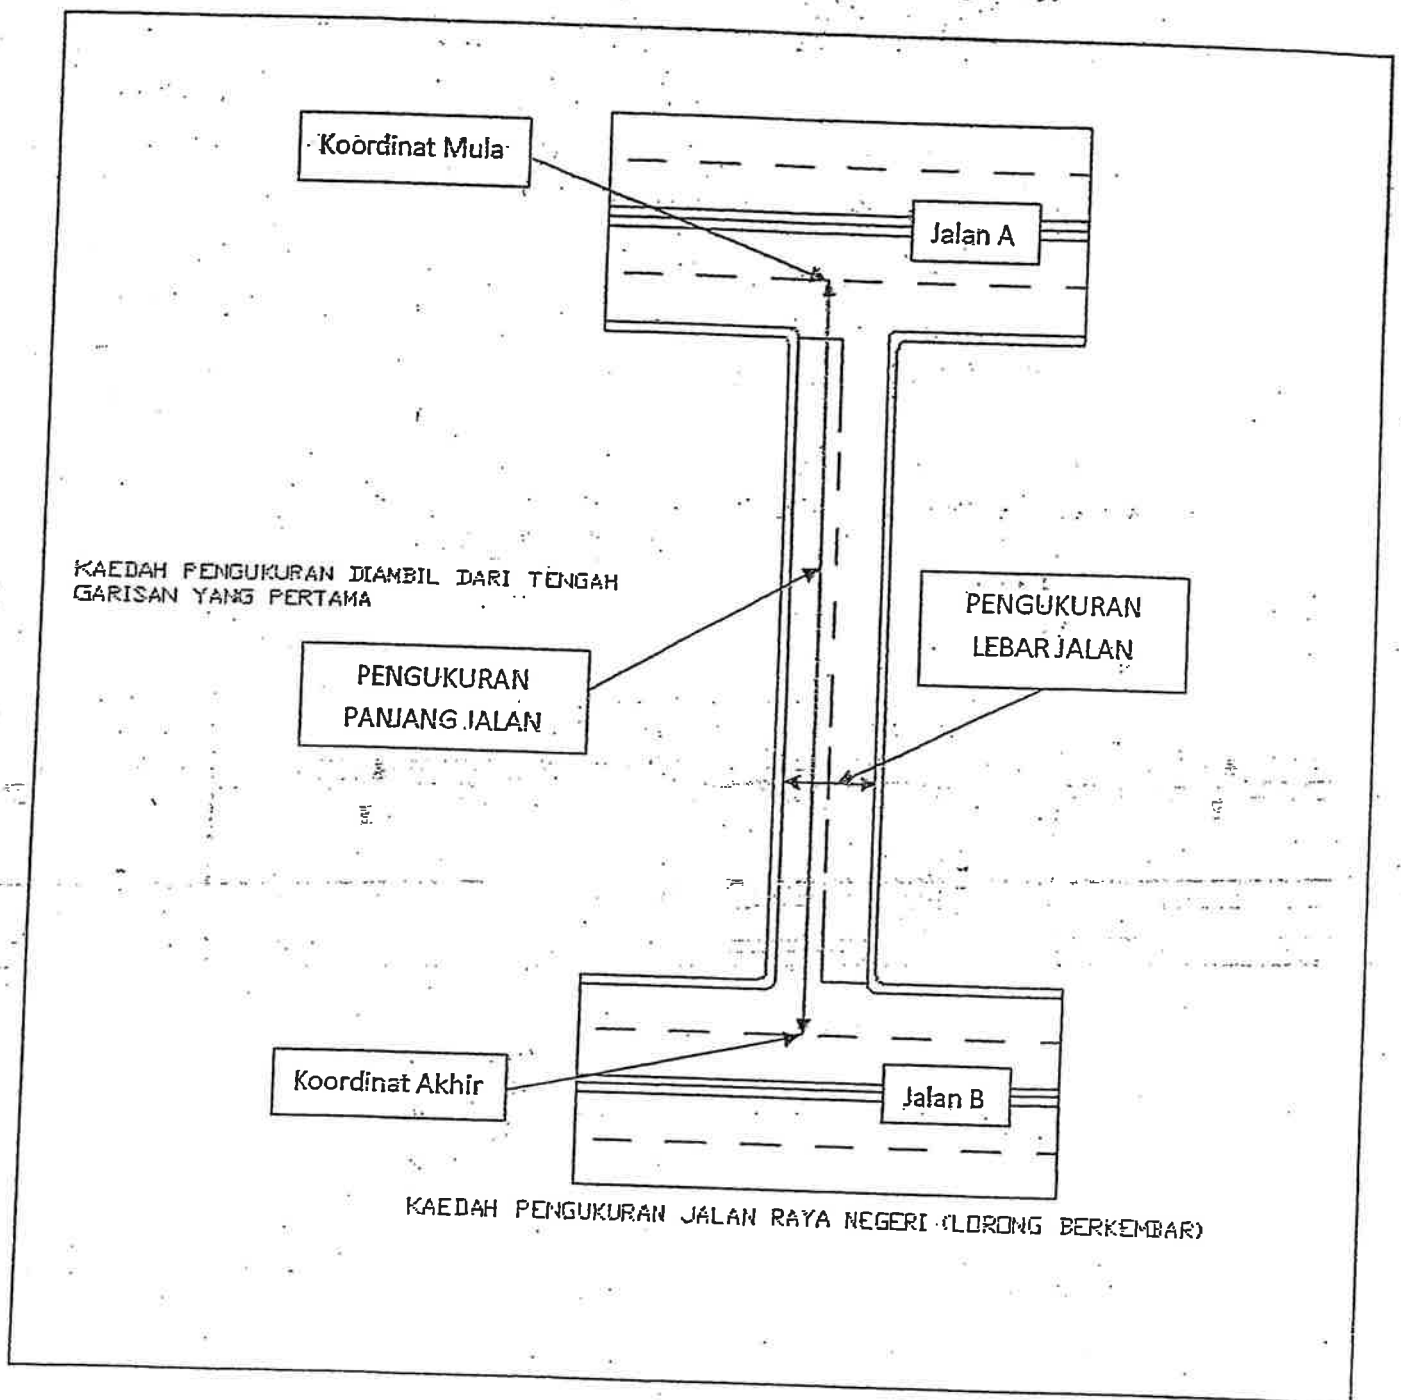 Koordinat Mula
Jalan A
KAEDAH PENGUKURAN DIAMBIL DARI TENGAH
GARISAN YANG PERTAMA
PENGUKURAN
LEBAR JALAN
PENGUKURAN
PANJANG JALAN
Koordinat Akhir
Jalan B
KAEDAH PENGUKURAN JALAN RAYA NEGERI (LORONG BERKEMBAR)